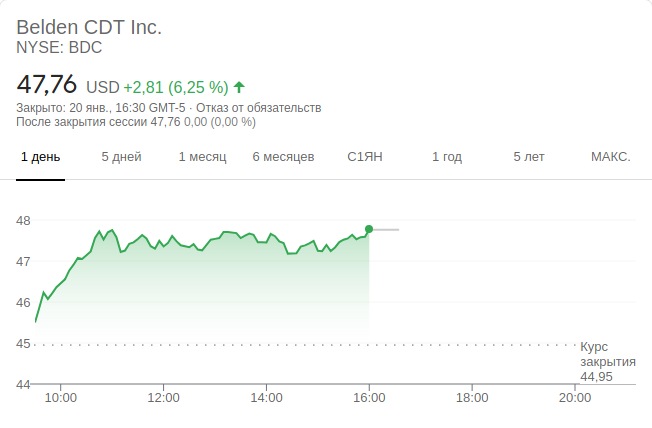 Belden CDT Inc.
NYSE: BDC
47,76 USD +2,81 (6,25 %)
Закрыто: 20 янв., 16:30 GMT-5 · Отказ от обязательств
После закрытия сессии 47,76 0,00 (0,00 %)
1 день 5 дней 1 месяц 6 месяцев С1ЯН 1 год 5 лет МАКС.
48
47
46
45
Курс
закрытия
44,95
44
10:00 12:00 14:00 16:00 18:00 20:00